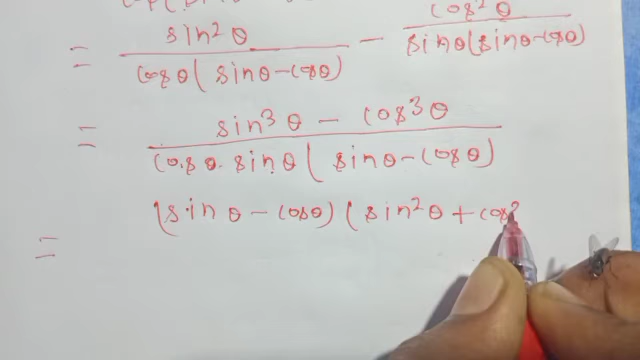 = sin²θ / cosθ(sinθ-cosθ) - cos²θ / sinθ(sinθ-cosθ)
= sin³θ - cos³θ / cosθ.sinθ(sinθ-cosθ)
= (sinθ-cosθ)(sin²θ+cos²